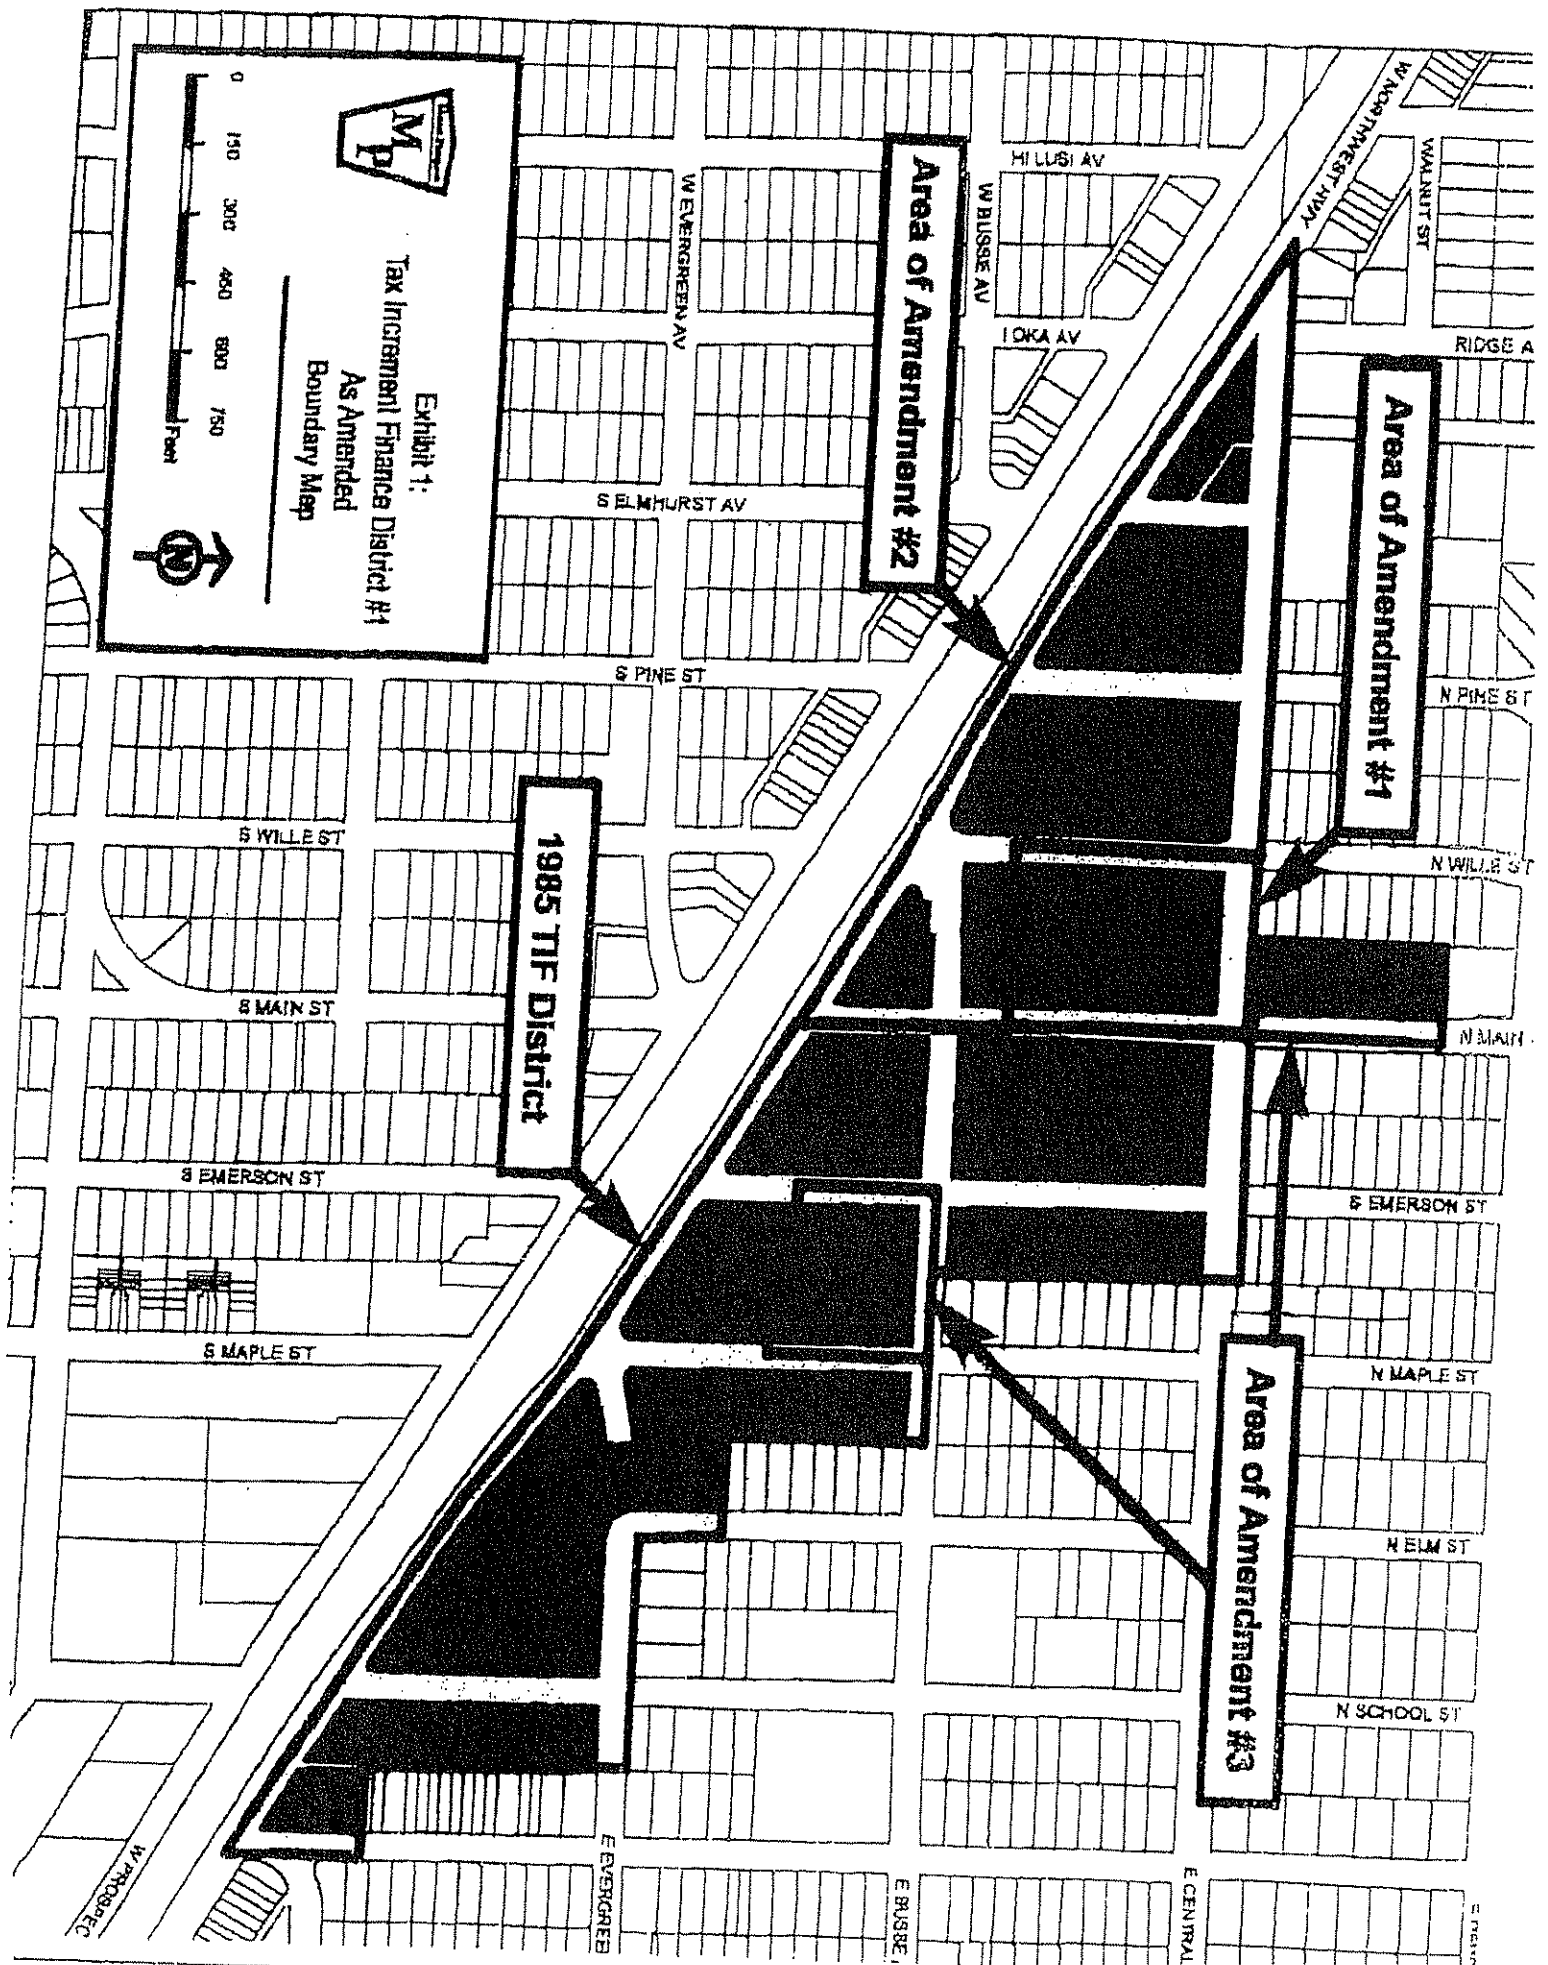 Mount Prospect
MP
Exhibit 1:
Tax Increment Finance District #1
As Amended
Boundary Map
0 150 300 450 600 750
Feet
N
Area of Amendment #1
Area of Amendment #2
Area of Amendment #3
1985 TIF District
W NORTHWEST HWY
WALNUT ST
RIDGE A
HI LUSI AV
I OKA AV
W BUSSE AV
W EVERGREEN AV
S ELMHURST AV
S PINE ST
N PINE ST
S WILLE ST
N WILLE ST
S MAIN ST
N MAIN
S EMERSON ST
S EMERSON ST
S MAPLE ST
N MAPLE ST
N ELM ST
N SCHOOL ST
E CENTRAL
E BUSSE
E EVERGREE
W PROSPEC